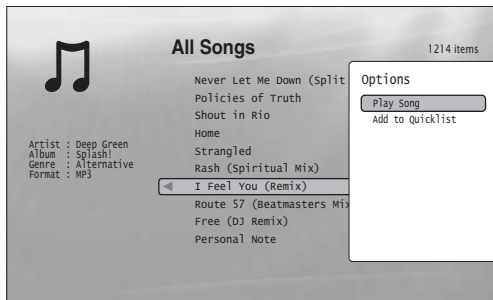 All Songs
1214 items
Never Let Me Down (Split
Policies of Truth
Shout in Rio
Home
Strangled
Rash (Spiritual Mix)
I Feel You (Remix)
Route 57 (Beatmasters Mix
Free (DJ Remix)
Personal Note
Artist : Deep Green
Album : Splash!
Genre : Alternative
Format : MP3
Options
Play Song
Add to Quicklist